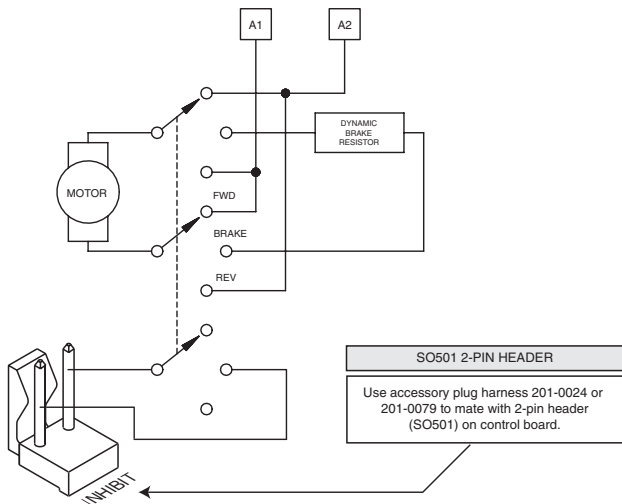 A1
A2
DYNAMIC
BRAKE
RESISTOR
MOTOR
FWD
BRAKE
REV
SO501 2-PIN HEADER
Use accessory plug harness 201-0024 or
201-0079 to mate with 2-pin header
(SO501) on control board.
INHIBIT